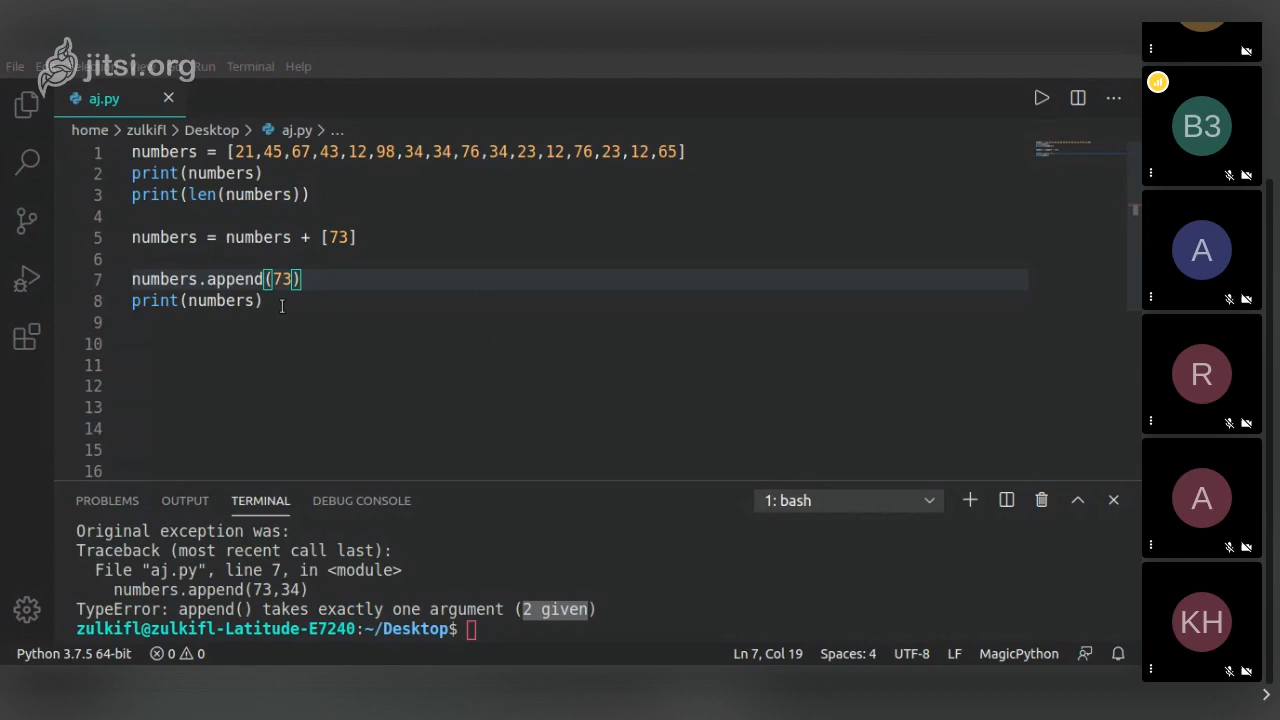 jitsi.org
File
Run Terminal Help
aj.py
home > zulkifl > Desktop > aj.py > ...
1 numbers = [21,45,67,43,12,98,34,34,76,34,23,12,76,23,12,65]
2 print(numbers)
3 print(len(numbers))
4
5 numbers = numbers + [73]
6
7 numbers.append(73)
8 print(numbers)
9
10
11
12
13
14
15
16
PROBLEMS OUTPUT TERMINAL DEBUG CONSOLE 1: bash
Original exception was:
Traceback (most recent call last):
File "aj.py", line 7, in <module>
numbers.append(73,34)
TypeError: append() takes exactly one argument (2 given)
zulkifl@zulkifl-Latitude-E7240:~/Desktop$
Python 3.7.5 64-bit 0 0 Ln 7, Col 19 Spaces: 4 UTF-8 LF MagicPython
B3
A
R
A
KH